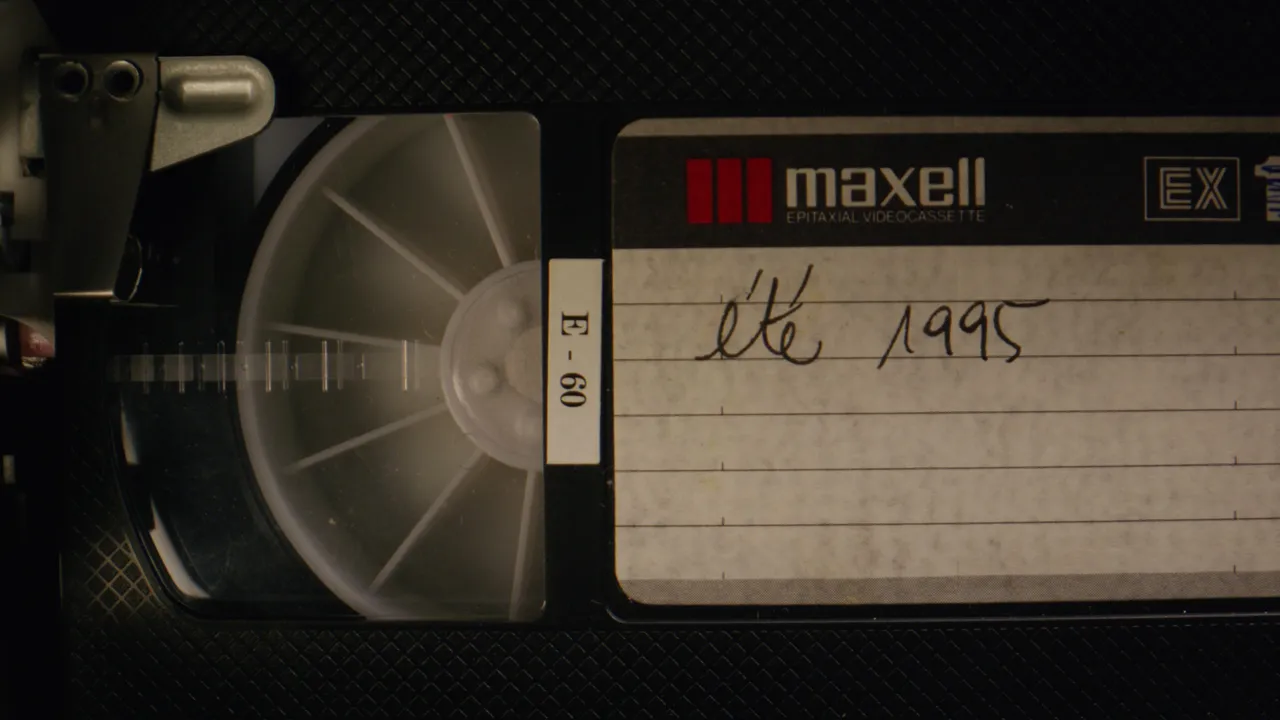 E - 60
maxell
EPITAXIAL VIDEOCASSETTE
EX
été 1995